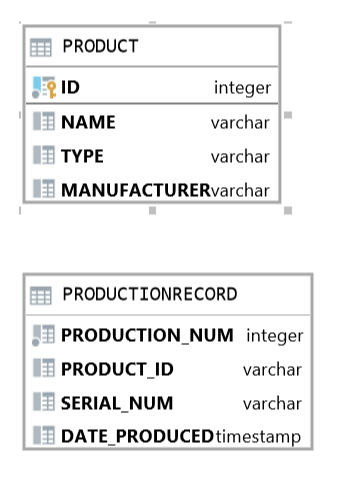 PRODUCT
ID integer
NAME varchar
TYPE varchar
MANUFACTURER varchar
PRODUCTIONRECORD
PRODUCTION_NUM integer
PRODUCT_ID varchar
SERIAL_NUM varchar
DATE_PRODUCED timestamp